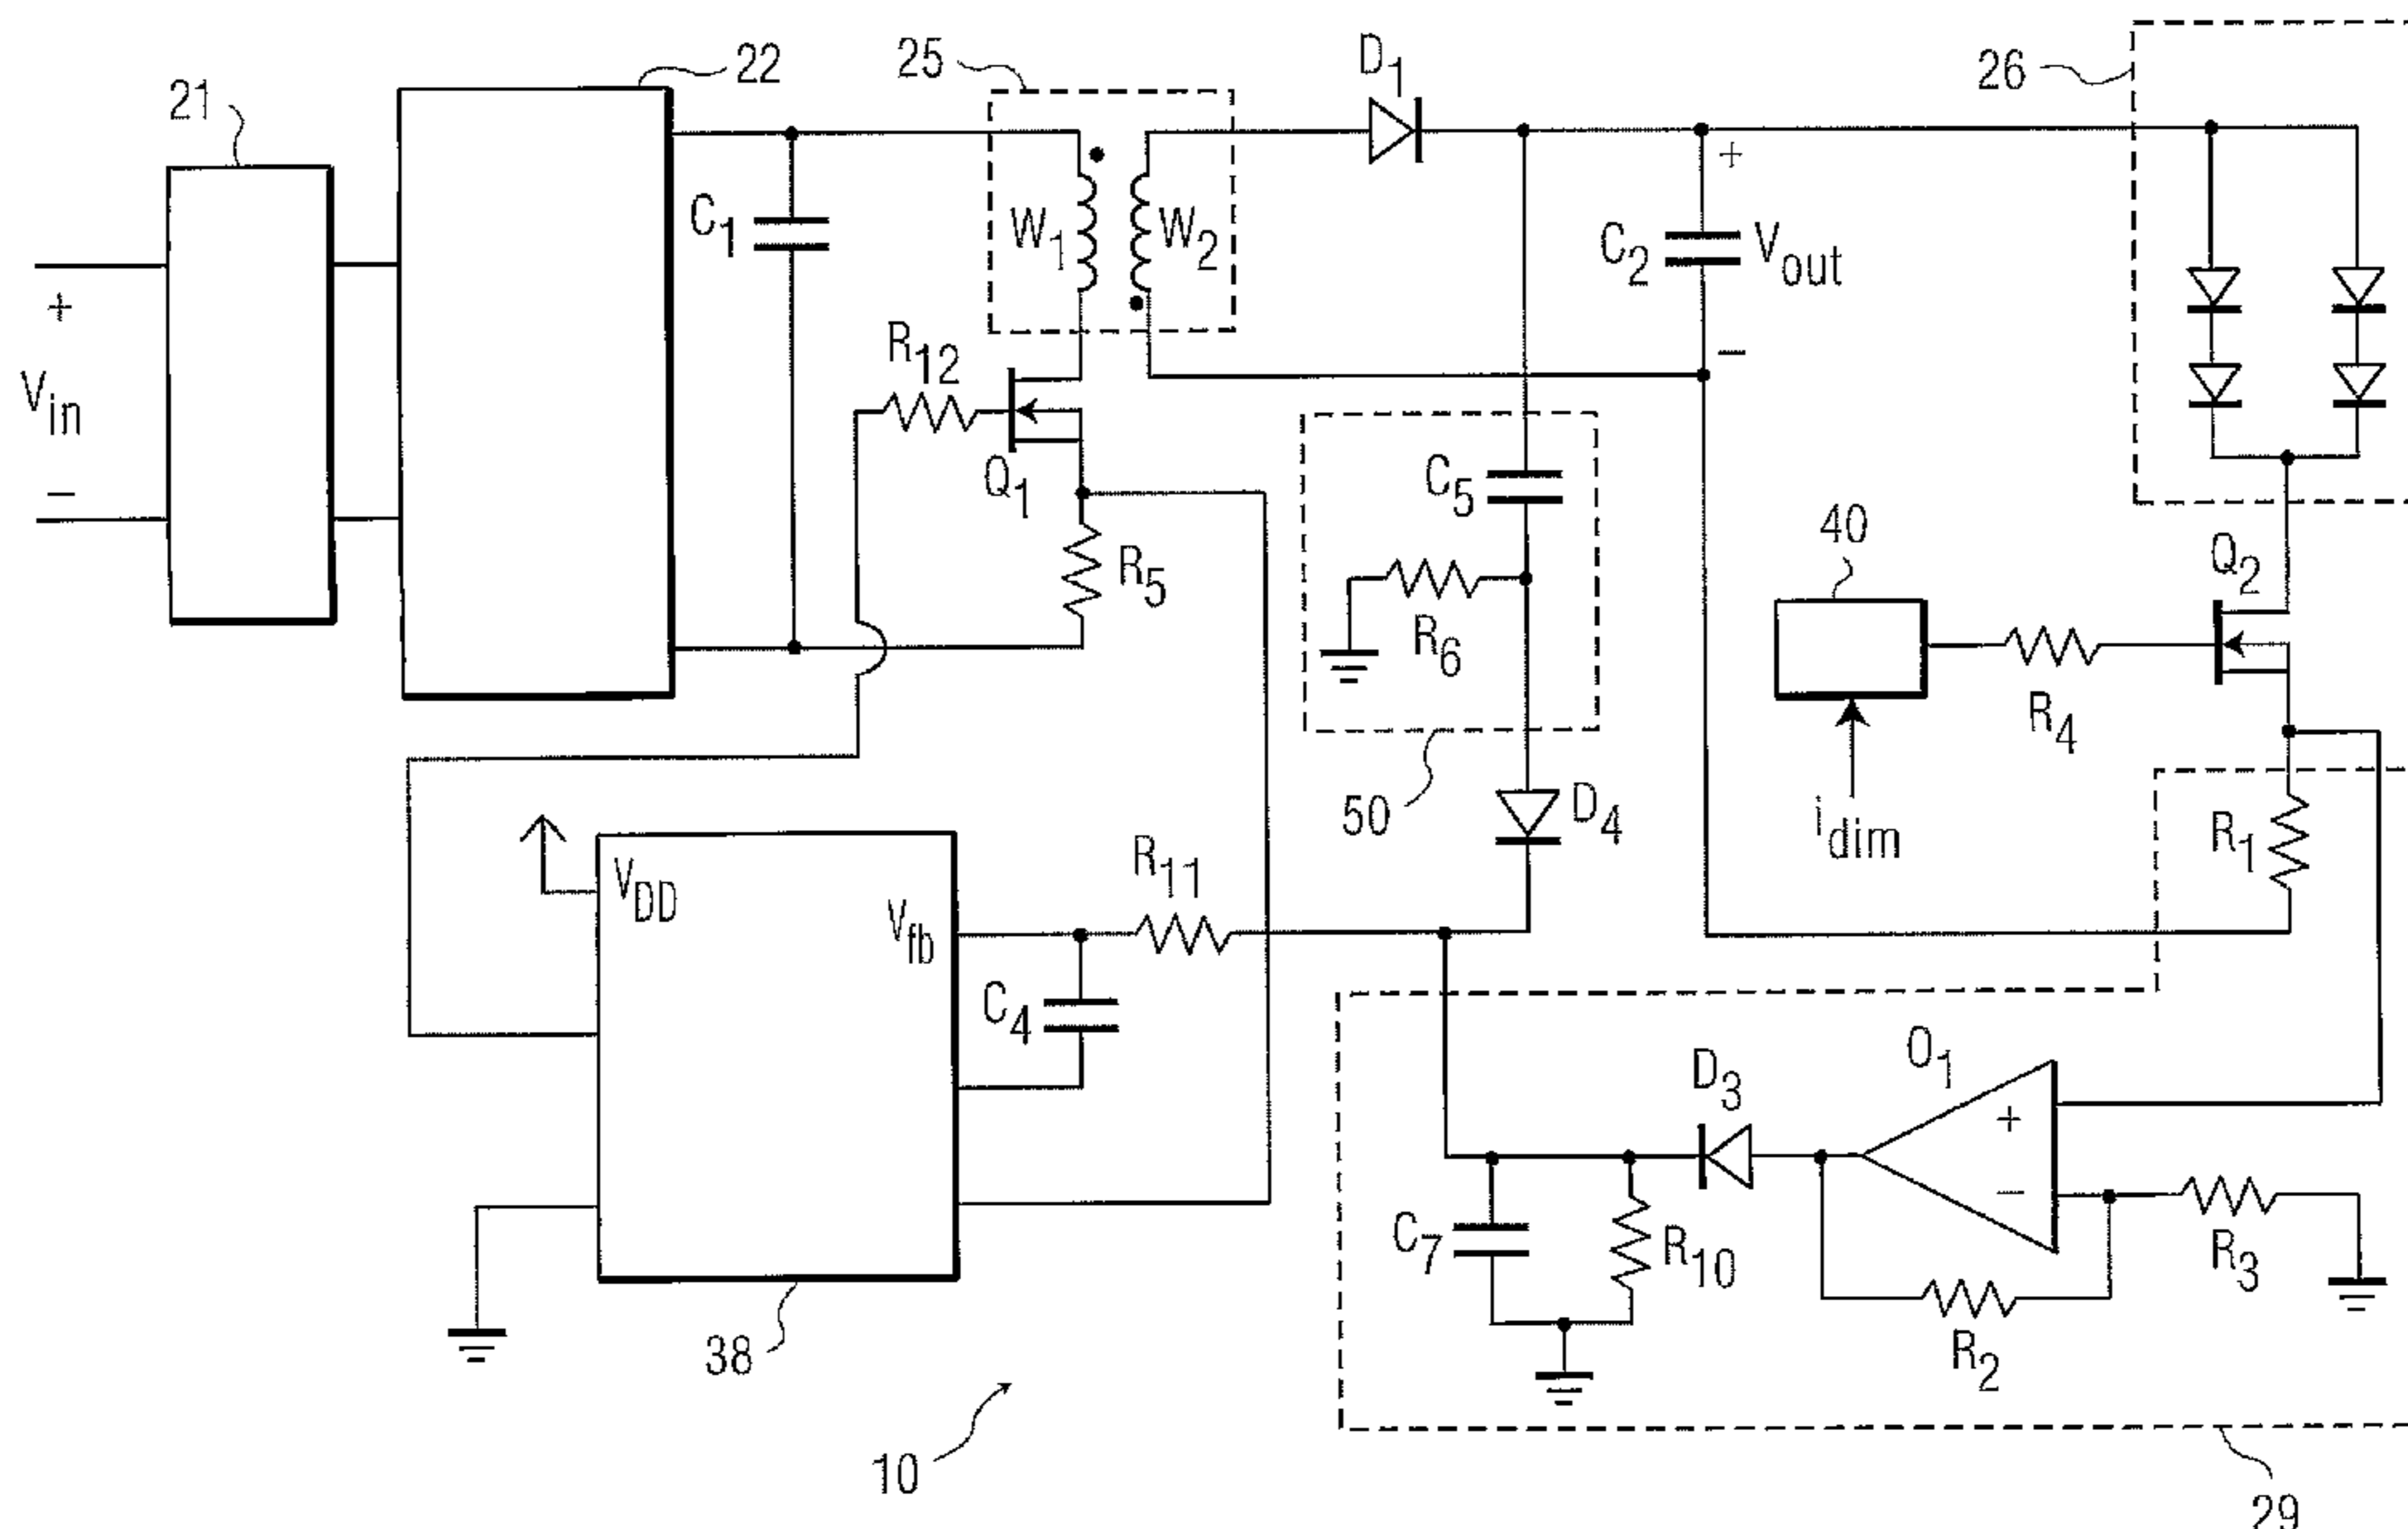 21
22
25
D1
26
+
Vin
−
C1
W1
W2
R12
Q1
R5
C2
+
Vout
−
C5
R6
50
D4
40
Q2
R4
idim
R1
VDD
Vfb
R11
C4
38
10
O1
+
−
D3
C7
R10
R3
R2
29